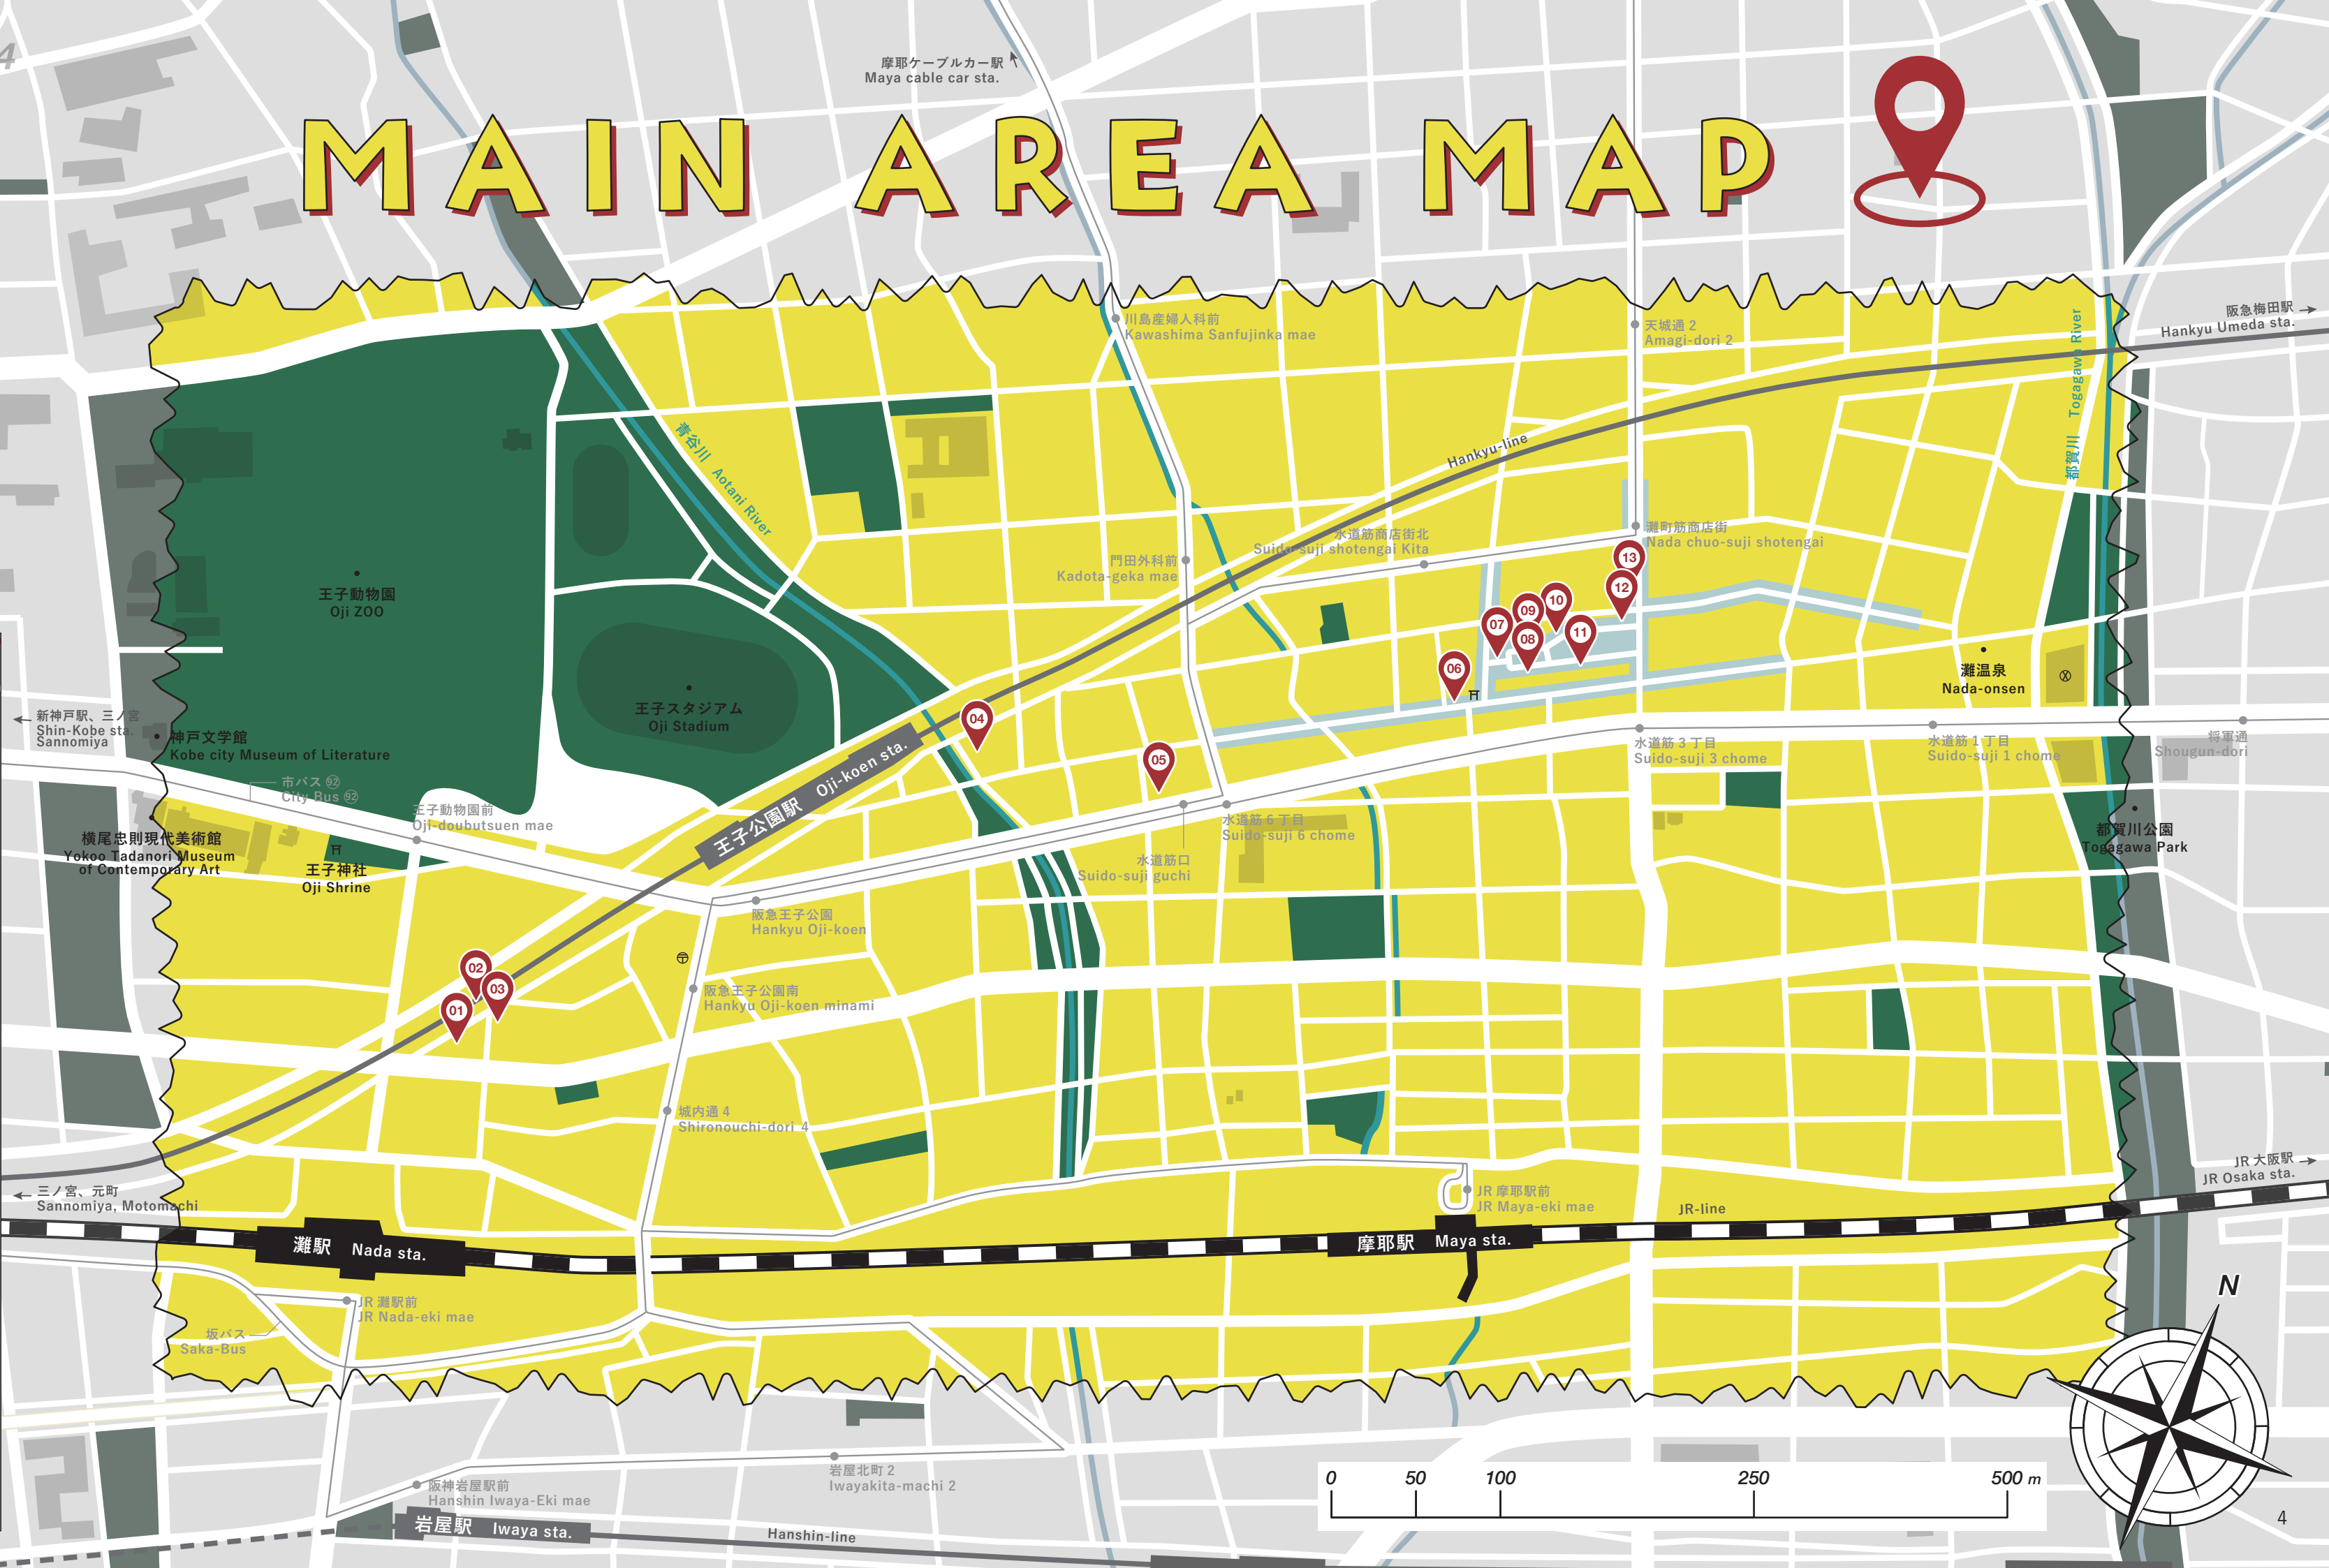 4
摩耶ケーブルカー駅
Maya cable car sta.
MAIN AREA MAP
川島産婦人科前
Kawashima Sanfujinka mae
天城通 2
Amagi-dori 2
阪急梅田駅
Hankyu Umeda sta.
都賀川 Togagawa River
青谷川 Aotani River
Hankyu-line
水道筋商店街北
Suido-suji shotengai Kita
灘町筋商店街
Nada chuo-suji shotengai
門田外科前
Kadota-geka mae
13
12
10
09
07
08
11
06
王子動物園
Oji ZOO
灘温泉
Nada-onsen
王子スタジアム
Oji Stadium
04
05
新神戸駅、三ノ宮
Shin-Kobe sta.
Sannomiya
神戸文学館
Kobe city Museum of Literature
王子公園駅 Oji-koen sta.
水道筋 3 丁目
Suido-suji 3 chome
水道筋 1 丁目
Suido-suji 1 chome
将軍通
Shougun-dori
市バス 92
City Bus 92
王子動物園前
Oji-doubutsuen mae
水道筋 6 丁目
Suido-suji 6 chome
水道筋口
Suido-suji guchi
横尾忠則現代美術館
Yokoo Tadanori Museum
of Contemporary Art
王子神社
Oji Shrine
都賀川公園
Togagawa Park
阪急王子公園
Hankyu Oji-koen
02
03
01
阪急王子公園南
Hankyu Oji-koen minami
城内通 4
Shironouchi-dori 4
三ノ宮、元町
Sannomiya, Motomachi
JR 大阪駅
JR Osaka sta.
JR 摩耶駅前
JR Maya-eki mae
JR-line
灘駅 Nada sta.
摩耶駅 Maya sta.
JR 灘駅前
JR Nada-eki mae
坂バス
Saka-Bus
N
岩屋北町 2
Iwayakita-machi 2
阪神岩屋駅前
Hanshin Iwaya-Eki mae
岩屋駅 Iwaya sta.
Hanshin-line
0 50 100 250 500 m
4